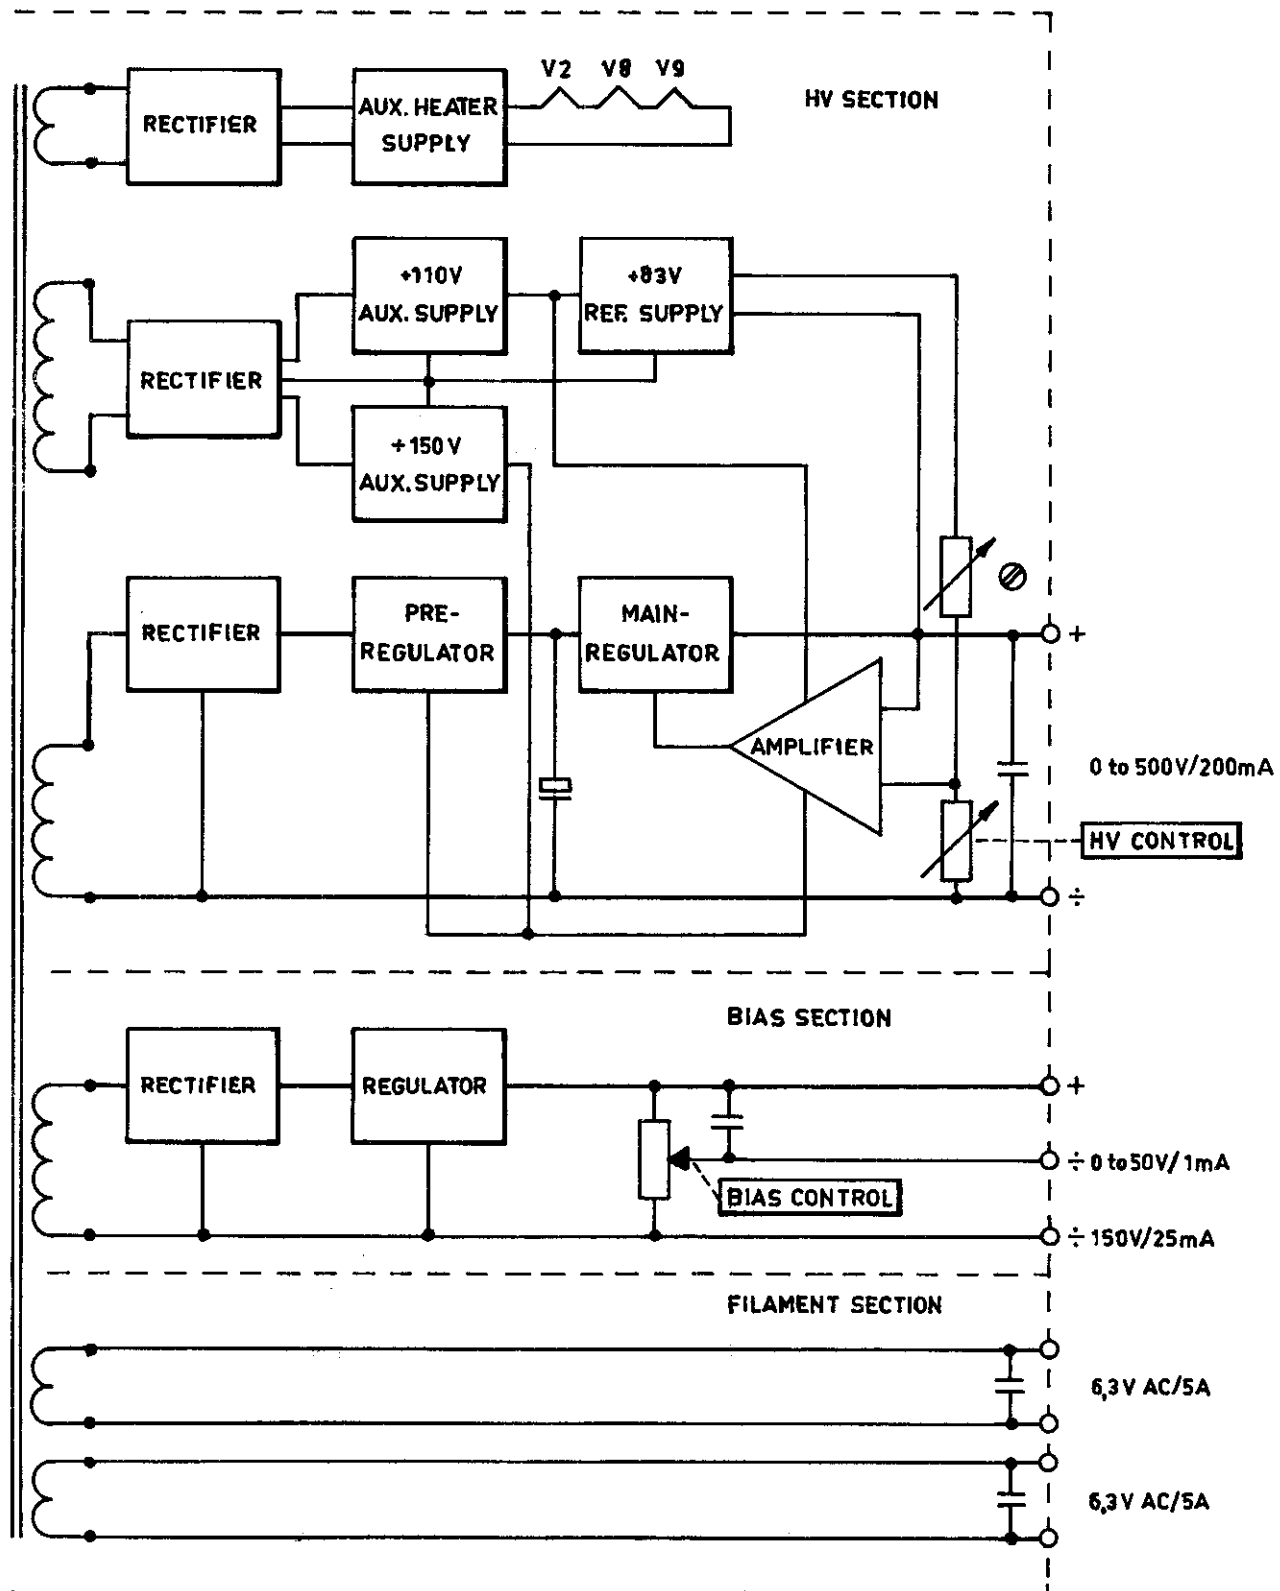 V2 V8 V9
HV SECTION
RECTIFIER
AUX. HEATER
SUPPLY
+110V
AUX. SUPPLY
+83V
REF. SUPPLY
RECTIFIER
+150V
AUX. SUPPLY
RECTIFIER
PRE-
REGULATOR
MAIN-
REGULATOR
+
AMPLIFIER
0 to 500V/200mA
HV CONTROL
÷
BIAS SECTION
RECTIFIER
REGULATOR
+
÷ 0 to 50V/1mA
BIAS CONTROL
÷ 150V/25mA
FILAMENT SECTION
6,3V AC/5A
6,3V AC/5A